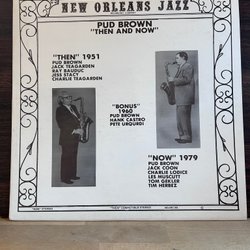 NEW ORLEANS JAZZ
PUD BROWN
"THEN AND NOW"
"THEN" 1951
PUD BROWN
JACK TEAGARDEN
RAY BAUDUC
JESS STACY
CHARLIE TEAGARDEN
"BONUS"
1960
PUD BROWN
HANK CASTRO
PETE URQUIDI
"NOW" 1979
PUD BROWN
JACK COON
CHARLIE LODICE
LES MUSCUTT
TOM GEKLER
TIM HERBEZ